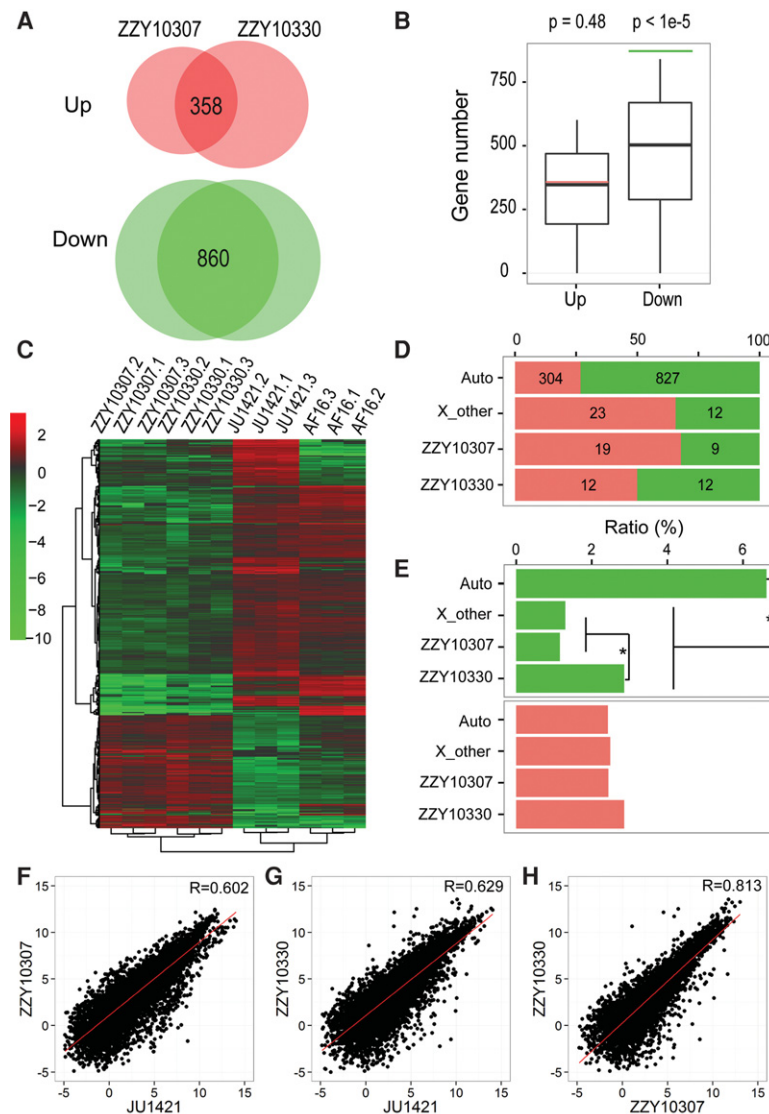 A
ZZY10307
ZZY10330
Up
358
Down
860
B
p = 0.48
p < 1e-5
Gene number
750
500
250
0
Up
Down
C
ZZY10307.2
ZZY10307.1
ZZY10307.3
ZZY10330.2
ZZY10330.1
ZZY10330.3
JU1421.2
JU1421.1
JU1421.3
AF16.3
AF16.1
AF16.2
2
0
−2
−4
−6
−8
−10
D
0
50
100
Auto
304
827
X_other
23
12
ZZY10307
19
9
ZZY10330
12
12
Ratio (%)
E
0
2
4
6
Auto
X_other
ZZY10307
ZZY10330
*
*
Auto
X_other
ZZY10307
ZZY10330
F
R=0.602
ZZY10307
15
10
5
0
-5
-5
0
5
10
15
JU1421
G
R=0.629
ZZY10330
15
10
5
0
-5
-5
0
5
10
15
JU1421
H
R=0.813
ZZY10330
15
10
5
0
-5
-5
0
5
10
15
ZZY10307